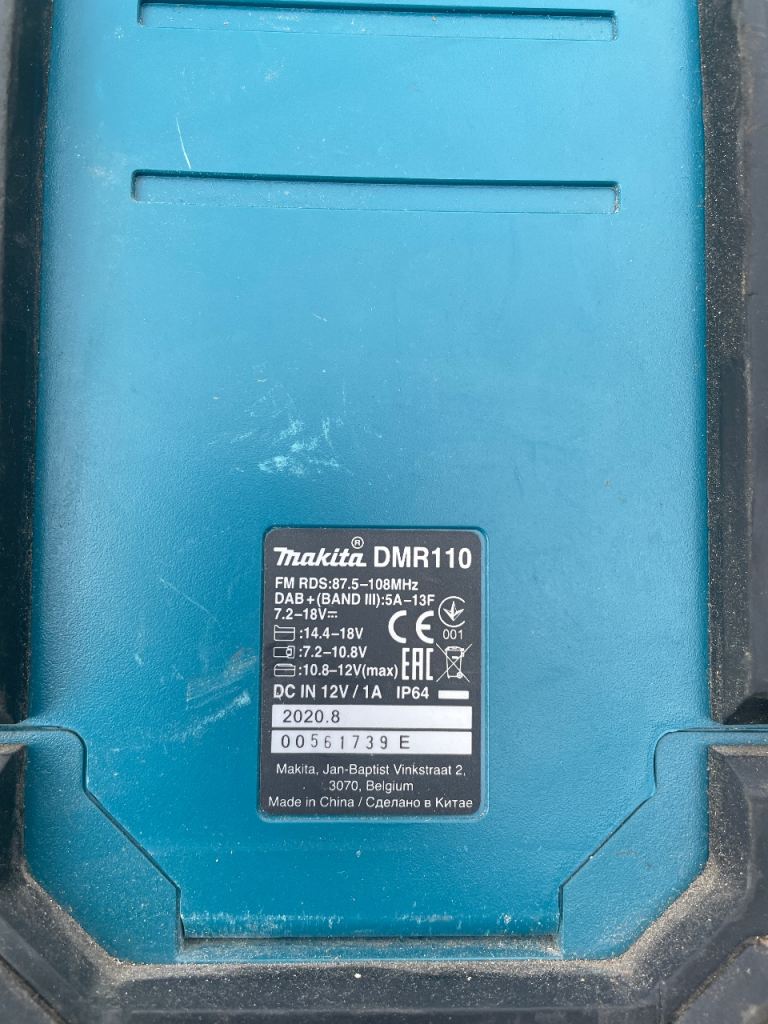 makita® DMR110
FM RDS:87.5–108MHz
DAB+(BAND III):5A–13F
7.2–18V
:14.4–18V
:7.2–10.8V
:10.8–12V(max)
CE
001
EAC
DC IN 12V / 1A IP64
2020.8
00561739 E
Makita, Jan-Baptist Vinkstraat 2,
3070, Belgium
Made in China / Сделано в Китае